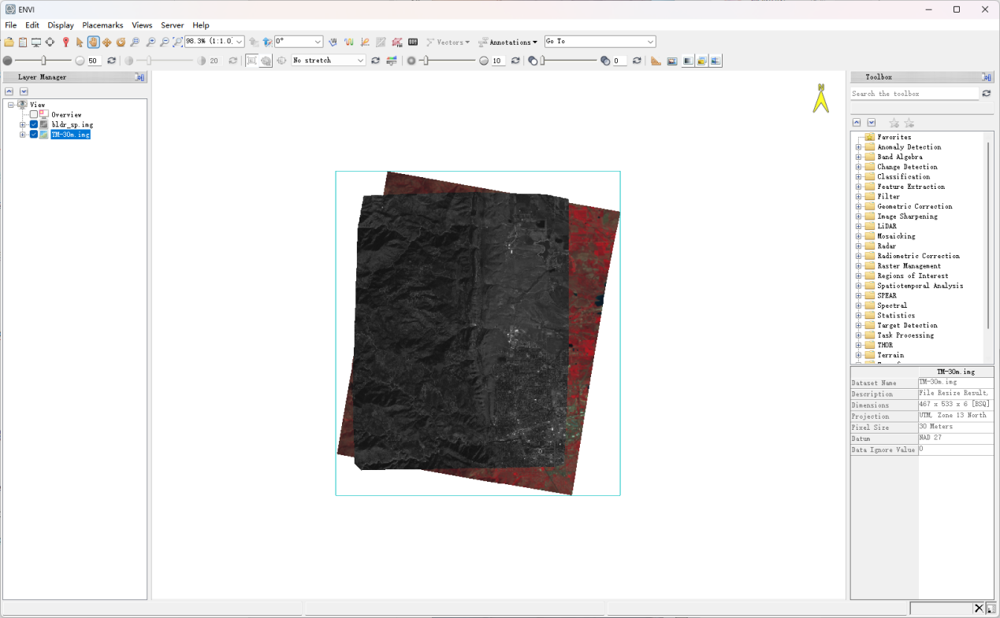 ENVI
File Edit Display Placemarks Views Server Help
98.3% (1:1.0 0° Vectors Annotations Go To
50 20 No stretch 10 0
Layer Manager
View
Overview
bldr_sp.img
TM-30m.img
N
Toolbox
Search the toolbox
Favorites
Anomaly Detection
Band Algebra
Change Detection
Classification
Feature Extraction
Filter
Geometric Correction
Image Sharpening
LiDAR
Mosaicking
Radar
Radiometric Correction
Raster Management
Regions of Interest
Spatiotemporal Analysis
SPEAR
Spectral
Statistics
Target Detection
Task Processing
THOR
Terrain
TM-30m.img
Dataset Name TM-30m.img
Description File Resize Result,
Dimensions 467 x 533 x 6 [BSQ]
Projection UTM, Zone 13 North
Pixel Size 30 Meters
Datum NAD 27
Data Ignore Value 0